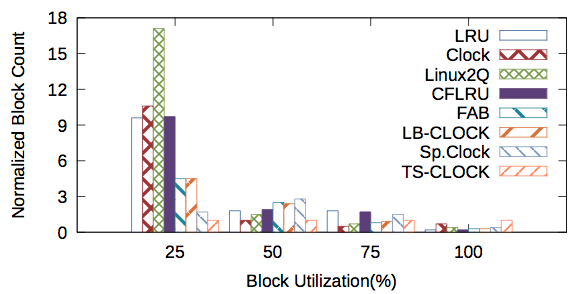 Normalized Block Count
18
15
12
9
6
3
0
LRU
Clock
Linux2Q
CFLRU
FAB
LB-CLOCK
Sp.Clock
TS-CLOCK
25 50 75 100
Block Utilization(%)